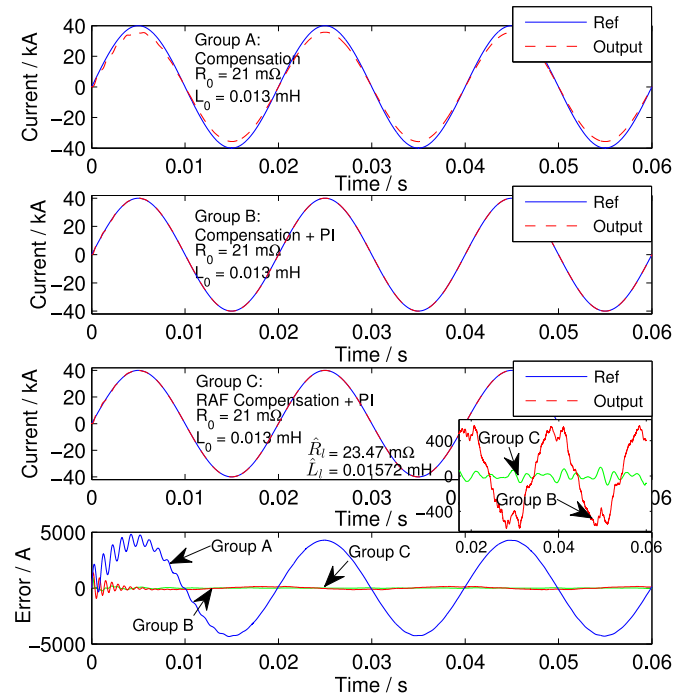 40
20
0
−20
40
Current / kA
Group A:
Compensation
R0 = 21 mΩ
L0 = 0.013 mH
Ref
Output
0 0.01 0.02 0.03 0.04 0.05 0.06
Time / s
40
20
0
−20
−40
Current / kA
Group B:
Compensation + PI
R0 = 21 mΩ
L0 = 0.013 mH
Ref
Output
0 0.01 0.02 0.03 0.04 0.05 0.06
Time / s
40
20
0
−20
−40
Current / kA
Group C:
RAF Compensation + PI
R0 = 21 mΩ
L0 = 0.013 mH
R̂l = 23.47 mΩ
L̂l = 0.01572 mH
Ref
Output
400
0
−400
Group C
Group B
0.02 0.04 0.06
0 0.01 0.02 0.03 0.04 0.05 0.06
5000
0
−5000
Error / A
Group A
Group B
Group C
0 0.01 0.02 0.03 0.04 0.05 0.06
Time / s